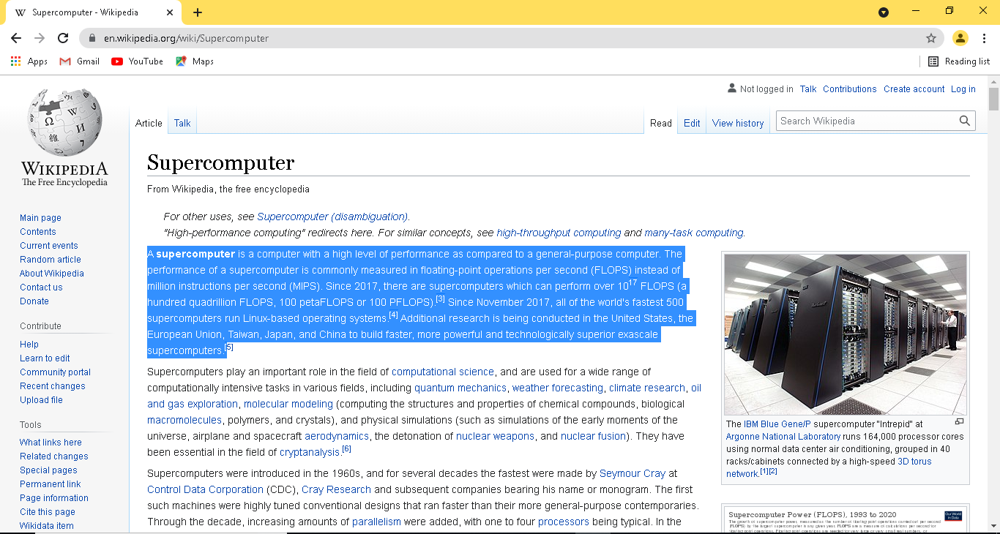 Supercomputer - Wikipedia
en.wikipedia.org/wiki/Supercomputer
Apps Gmail YouTube Maps Reading list
Not logged in Talk Contributions Create account Log in
Article Talk Read Edit View history Search Wikipedia
WIKIPEDIA
The Free Encyclopedia
Main page
Contents
Current events
Random article
About Wikipedia
Contact us
Donate
Contribute
Help
Learn to edit
Community portal
Recent changes
Upload file
Tools
What links here
Related changes
Special pages
Permanent link
Page information
Cite this page
Wikidata item
Supercomputer
From Wikipedia, the free encyclopedia
For other uses, see Supercomputer (disambiguation).
"High-performance computing" redirects here. For similar concepts, see high-throughput computing and many-task computing.
A supercomputer is a computer with a high level of performance as compared to a general-purpose computer. The
performance of a supercomputer is commonly measured in floating-point operations per second (FLOPS) instead of
million instructions per second (MIPS). Since 2017, there are supercomputers which can perform over 10¹⁷ FLOPS (a
hundred quadrillion FLOPS, 100 petaFLOPS or 100 PFLOPS).[3] Since November 2017, all of the world's fastest 500
supercomputers run Linux-based operating systems.[4] Additional research is being conducted in the United States, the
European Union, Taiwan, Japan, and China to build faster, more powerful and technologically superior exascale
supercomputers.[5]
Supercomputers play an important role in the field of computational science, and are used for a wide range of
computationally intensive tasks in various fields, including quantum mechanics, weather forecasting, climate research, oil
and gas exploration, molecular modeling (computing the structures and properties of chemical compounds, biological
macromolecules, polymers, and crystals), and physical simulations (such as simulations of the early moments of the
universe, airplane and spacecraft aerodynamics, the detonation of nuclear weapons, and nuclear fusion). They have
been essential in the field of cryptanalysis.[6]
Supercomputers were introduced in the 1960s, and for several decades the fastest were made by Seymour Cray at
Control Data Corporation (CDC), Cray Research and subsequent companies bearing his name or monogram. The first
such machines were highly tuned conventional designs that ran faster than their more general-purpose contemporaries.
Through the decade, increasing amounts of parallelism were added, with one to four processors being typical. In the
The IBM Blue Gene/P supercomputer "Intrepid" at
Argonne National Laboratory runs 164,000 processor cores
using normal data center air conditioning, grouped in 40
racks/cabinets connected by a high-speed 3D torus
network.[1][2]
Supercomputer Power (FLOPS), 1993 to 2020
Our World
in Data